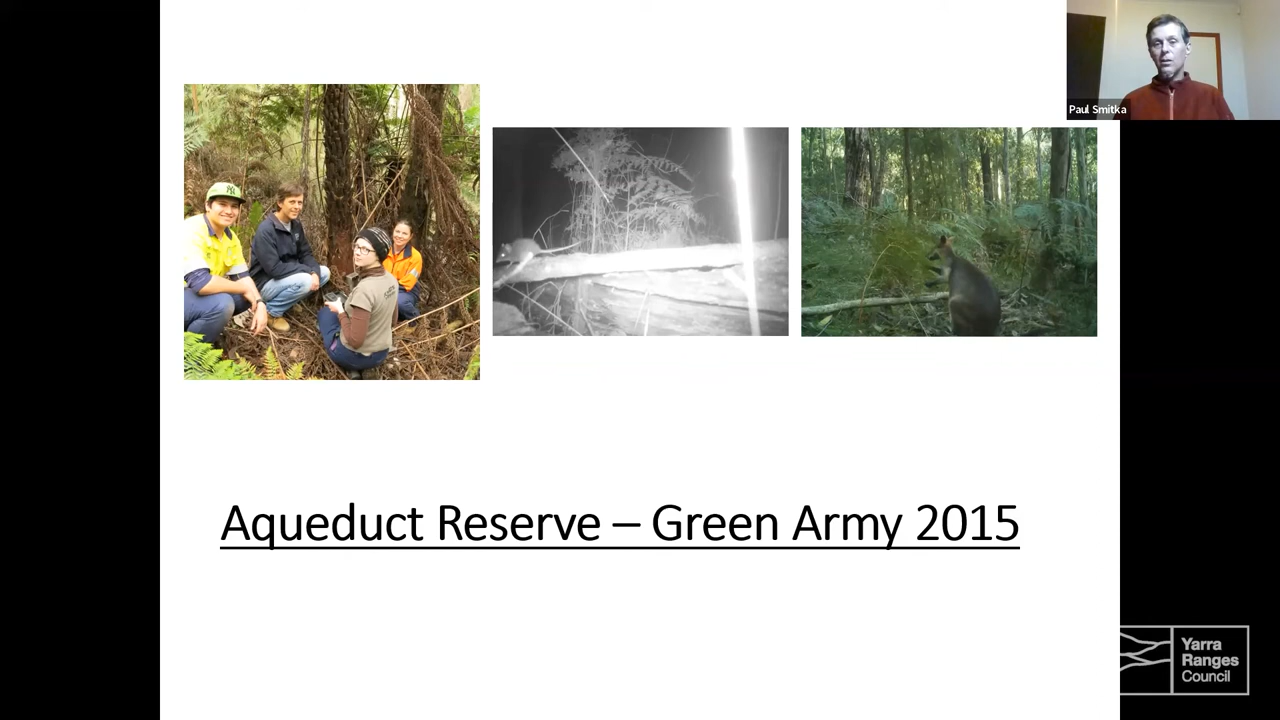 Paul Smitka
Aqueduct Reserve – Green Army 2015
Yarra
Ranges
Council